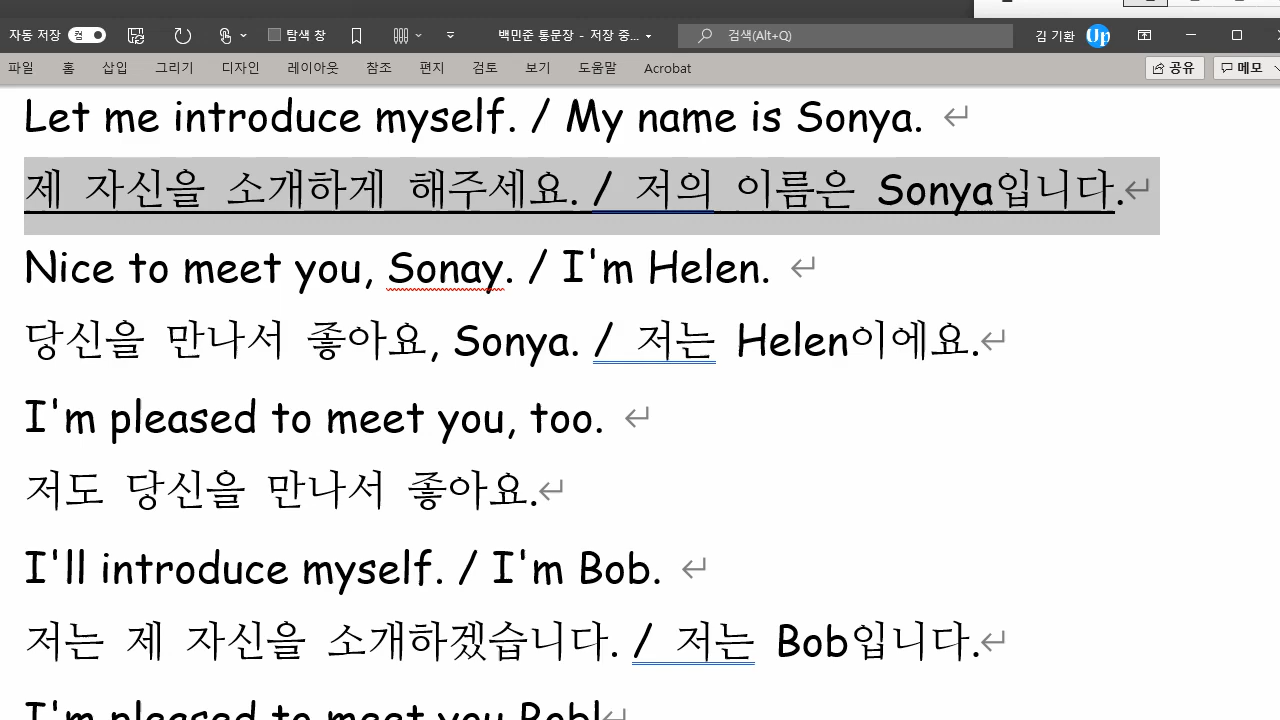 자동 저장 켬 탐색 창 백민준 통문장 - 저장 중... 검색(Alt+Q) 김 기환 Up
파일 홈 삽입 그리기 디자인 레이아웃 참조 편지 검토 보기 도움말 Acrobat 공유 메모
Let me introduce myself. / My name is Sonya.
제 자신을 소개하게 해주세요. / 저의 이름은 Sonya입니다.
Nice to meet you, Sonay. / I'm Helen.
당신을 만나서 좋아요, Sonya. / 저는 Helen이에요.
I'm pleased to meet you, too.
저도 당신을 만나서 좋아요.
I'll introduce myself. / I'm Bob.
저는 제 자신을 소개하겠습니다. / 저는 Bob입니다.
I'm pleased to meet you Bob